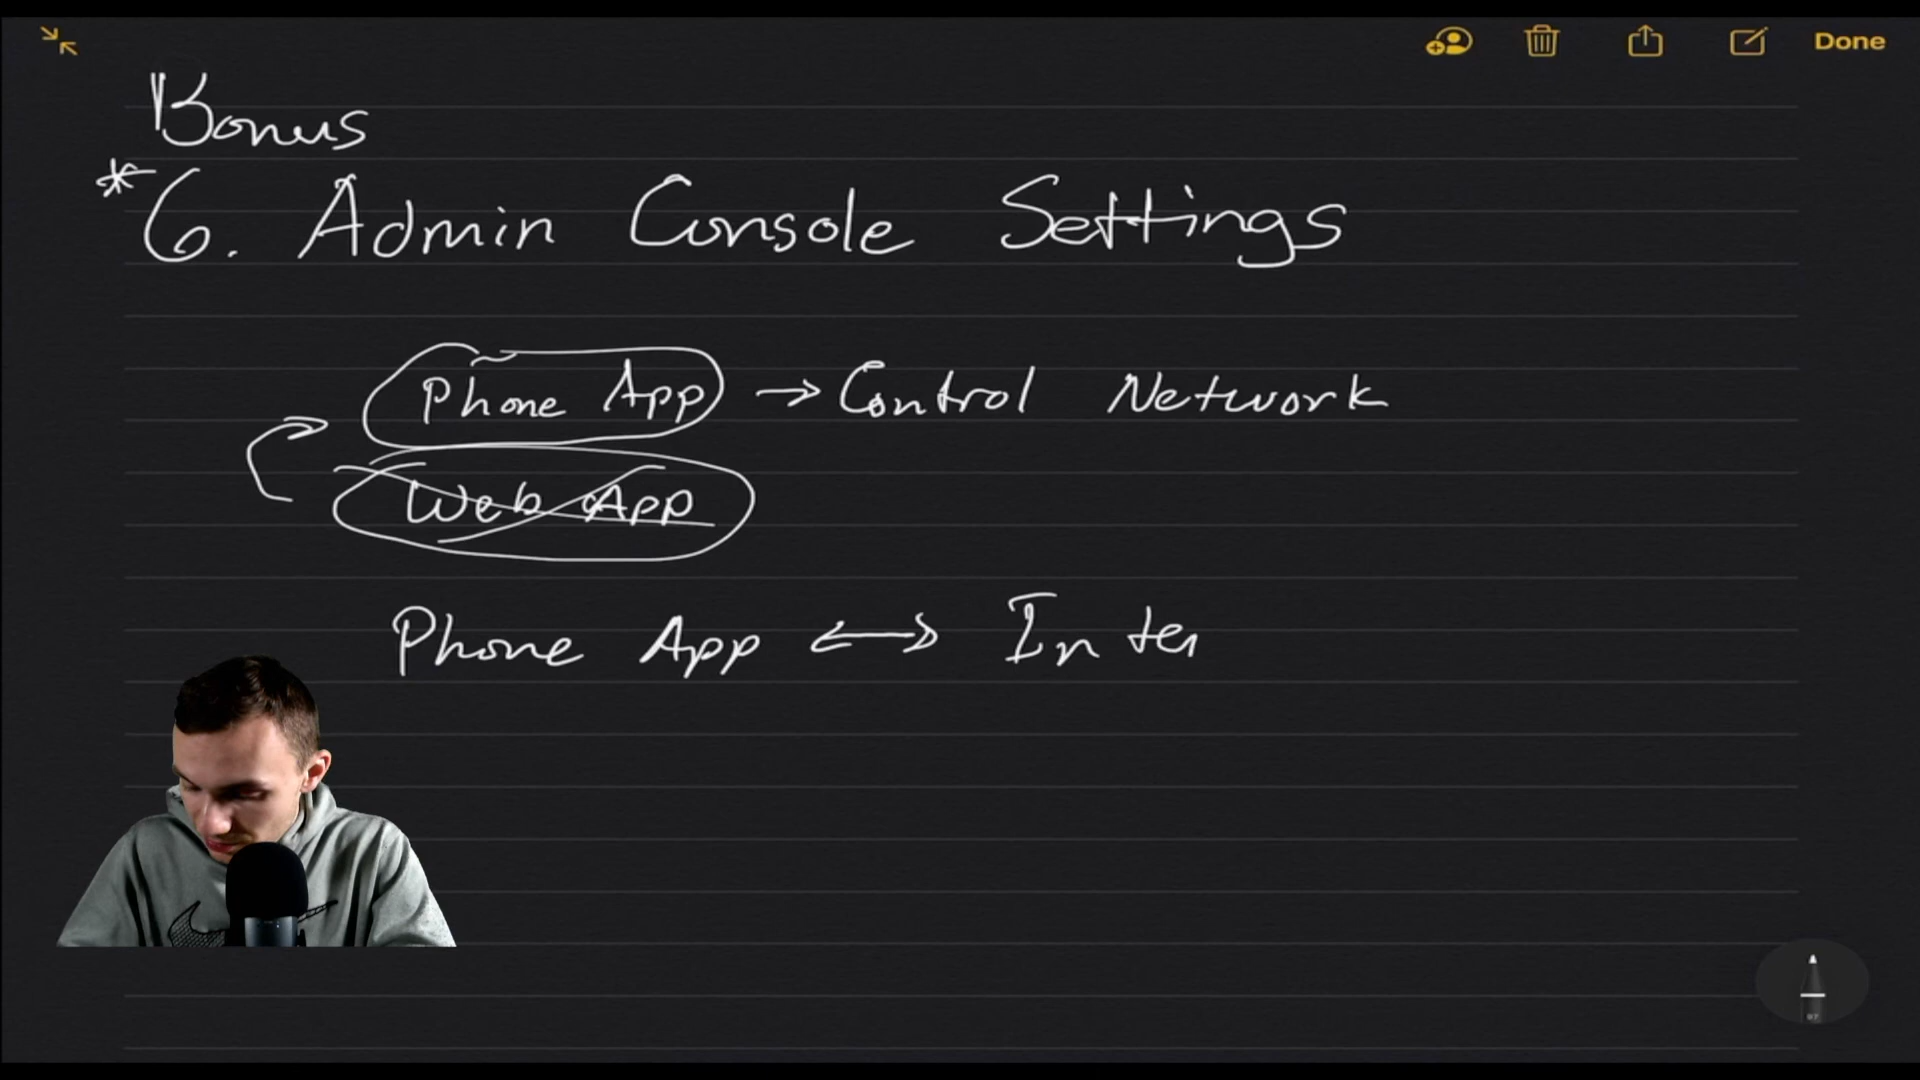 Done
Bonus
*6. Admin Console Settings
Phone App → Control Network
Web App
Phone App ↔ Inter